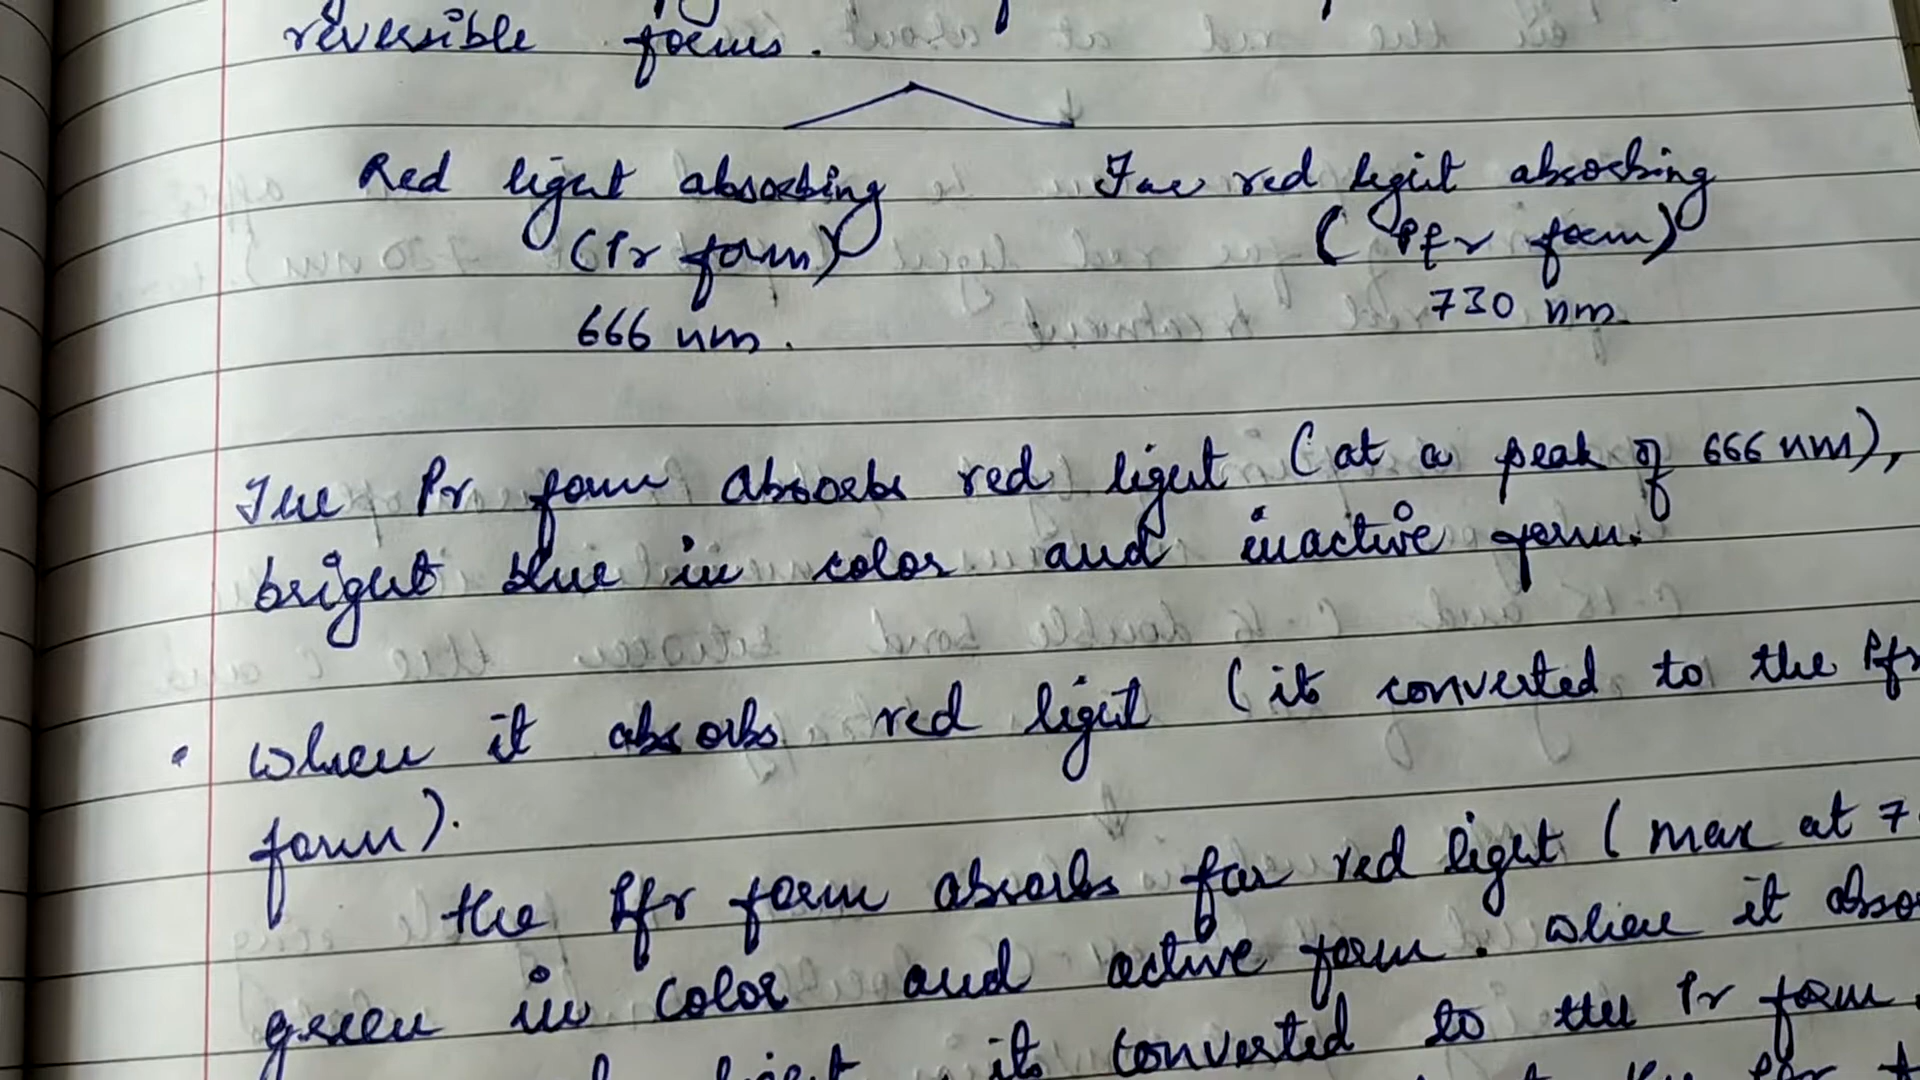 reversible forms.
Red light absorbing Far red light absorbing
(Pr form) (Pfr form)
666 nm. 730 nm.
The Pr form absorbs red light (at a peak of 666 nm),
bright blue in color and inactive form.
• When it absorbs red light (its converted to the Pfr
form).
the Pfr form absorbs far red light (max at 7
green in color and active form. When it abso
light its converted to the Pr form.